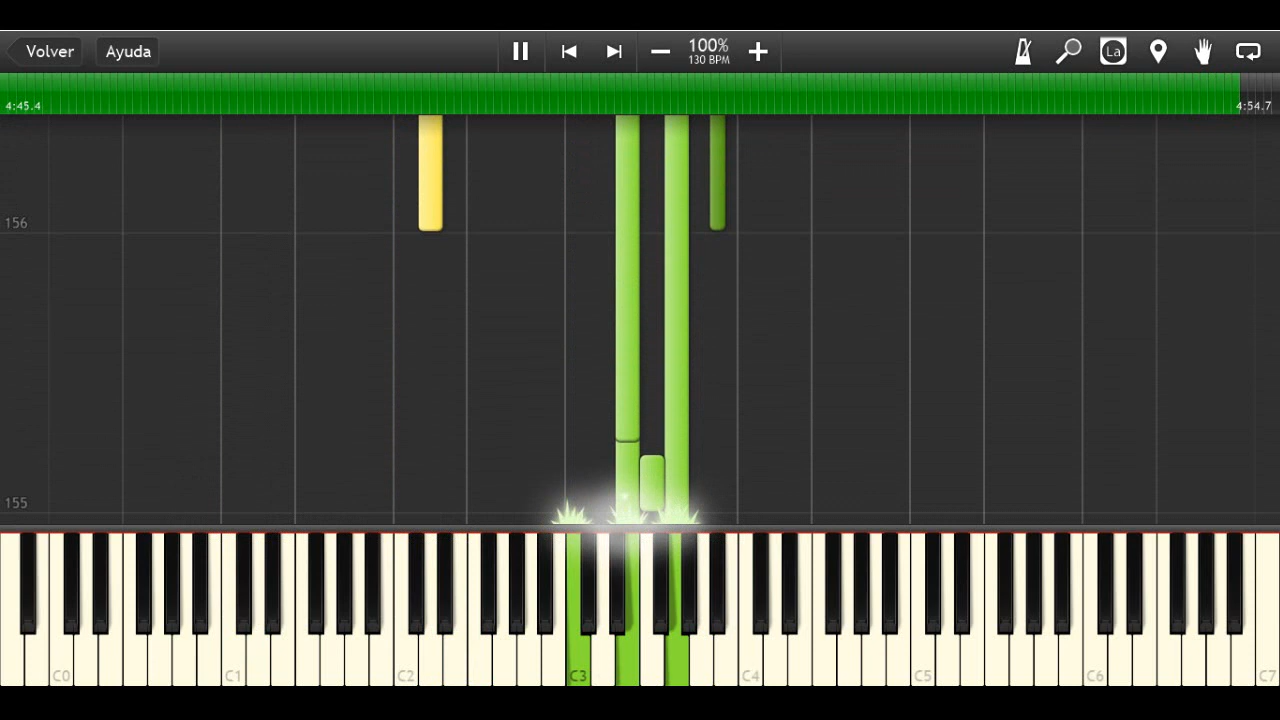 Volver
Ayuda
100%
130 BPM
La
4:45.4
4:54.7
156
155
C0
C1
C2
C3
C4
C5
C6
C7